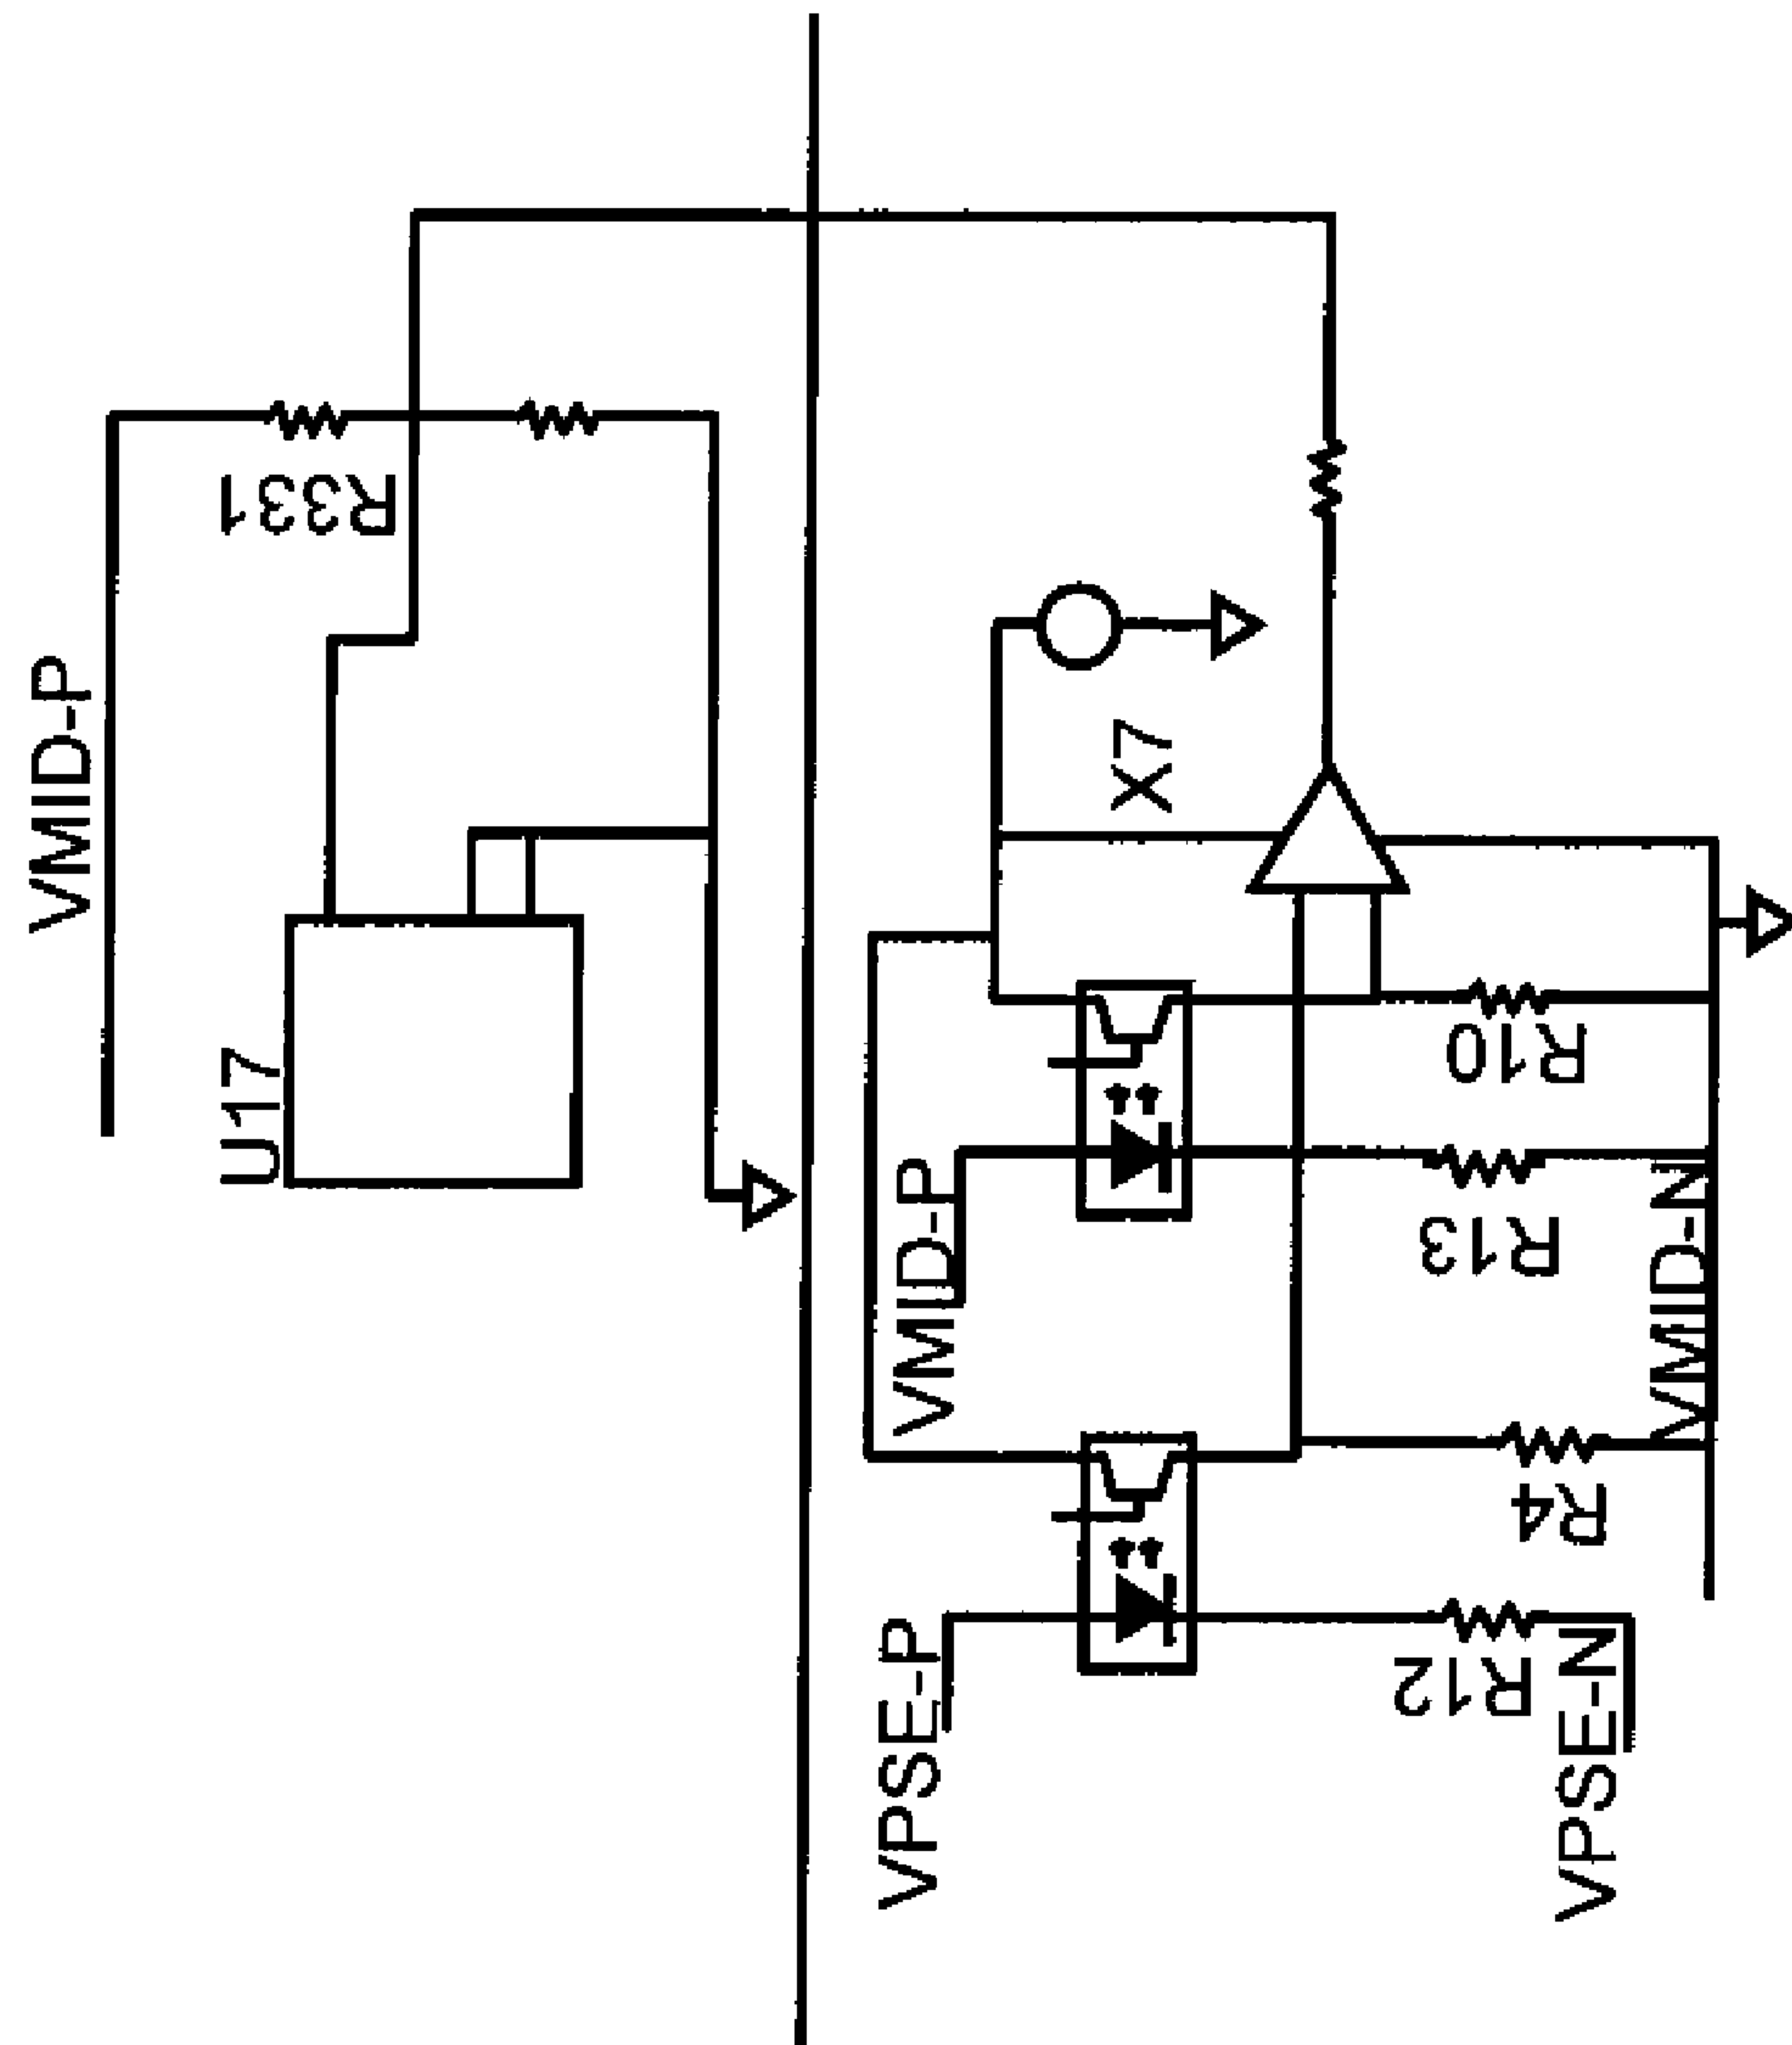 VMID-P
R331
U17
X7
R10
VMID-P
R13
VMID-N
R4
VPSE-P
R12
VPSE-N